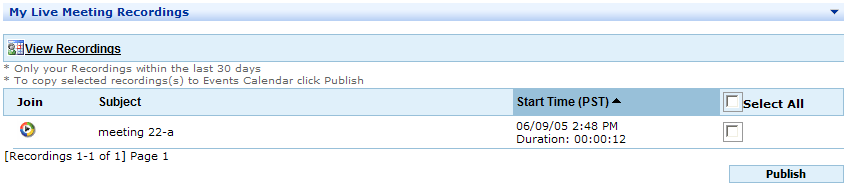 My Live Meeting Recordings
View Recordings
* Only your Recordings within the last 30 days
* To copy selected recordings(s) to Events Calendar click Publish
Join Subject Start Time (PST) Select All
meeting 22-a 06/09/05 2:48 PM
Duration: 00:00:12
[Recordings 1-1 of 1] Page 1
Publish